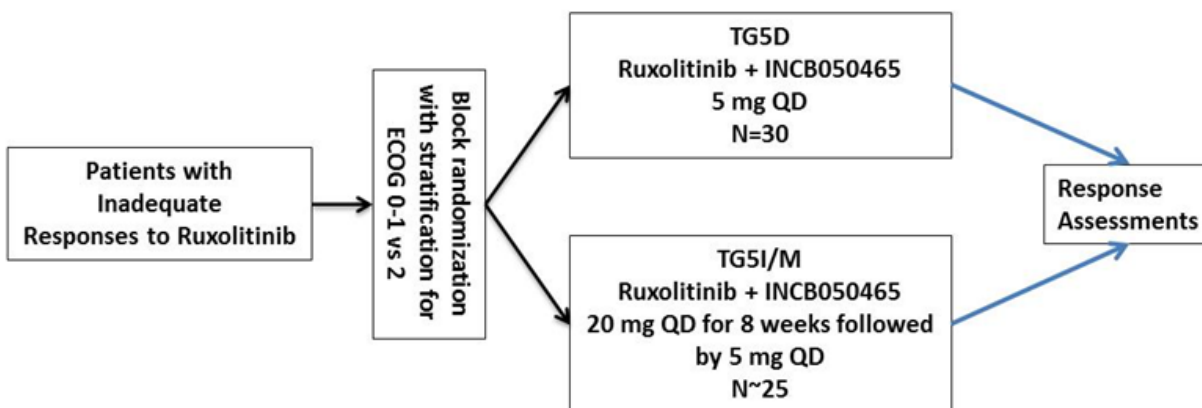 Patients with
Inadequate
Responses to Ruxolitinib
Block randomization
with stratification for
ECOG 0-1 vs 2
TG5D
Ruxolitinib + INCB050465
5 mg QD
N=30
TG5I/M
Ruxolitinib + INCB050465
20 mg QD for 8 weeks followed
by 5 mg QD
N~25
Response
Assessments